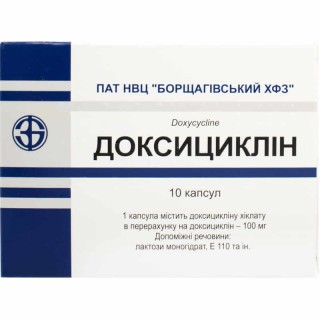 ПАТ НВЦ "БОРЩАГІВСЬКИЙ ХФЗ"
Doxycycline
ДОКСИЦИКЛІН
10 капсул
1 капсула містить доксицикліну хіклату
в перерахунку на доксициклін – 100 мг
Допоміжні речовини:
лактози моногідрат, Е 110 та ін.